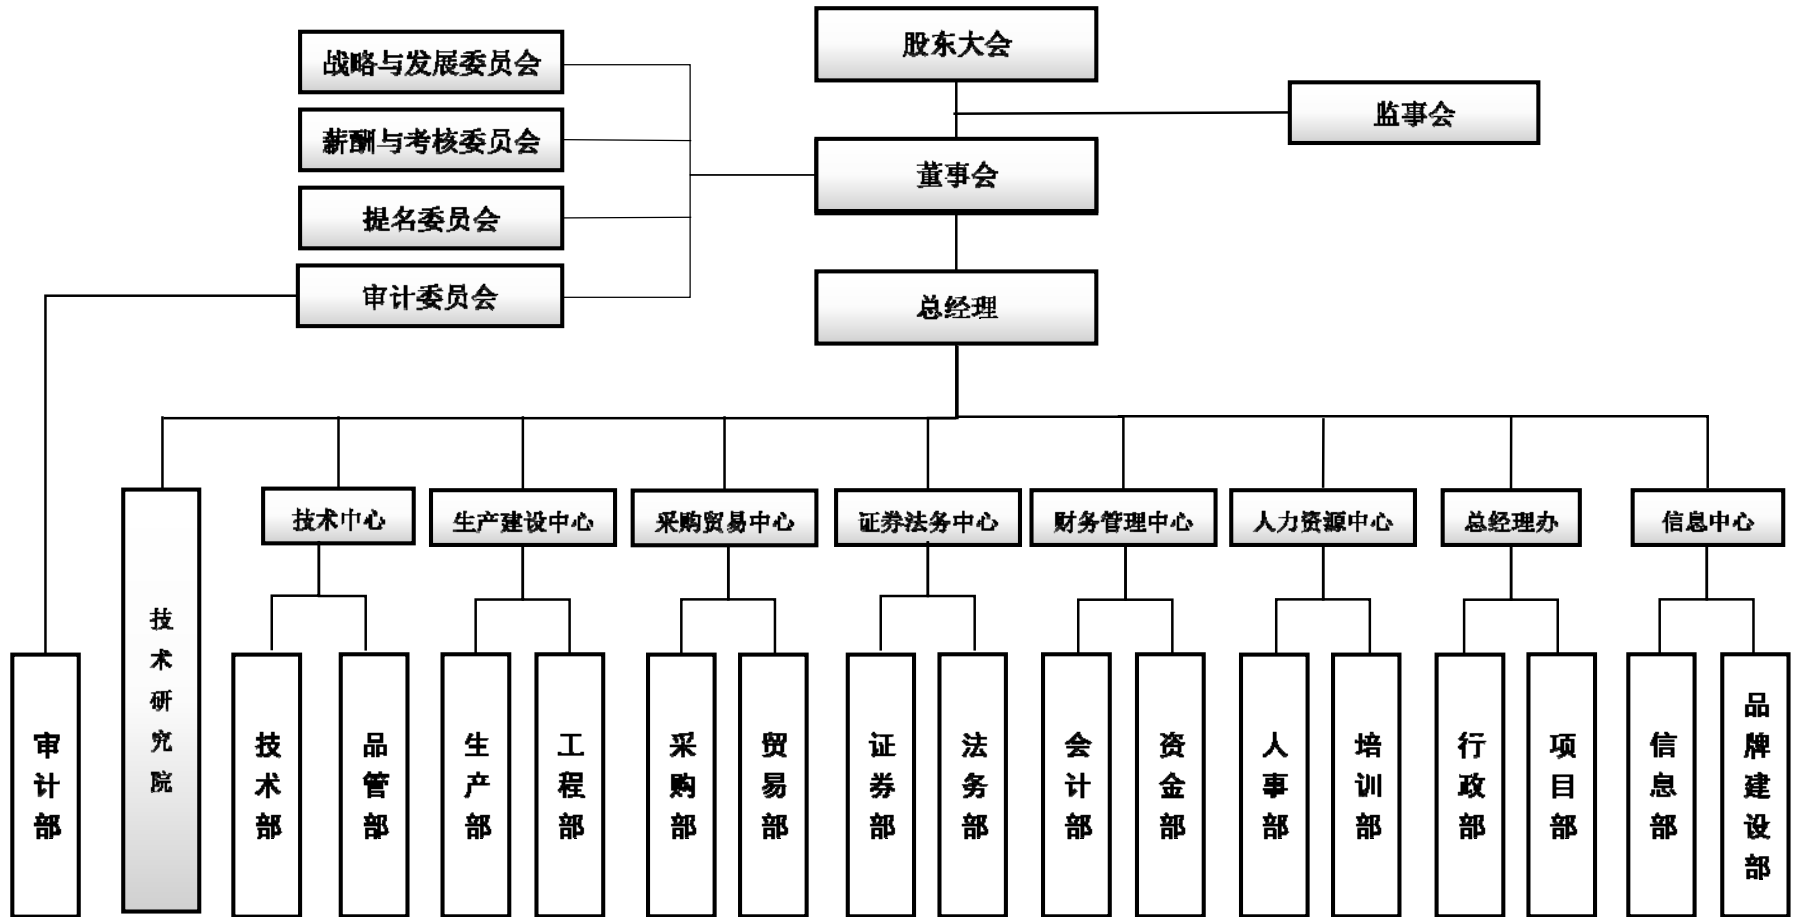 股东大会
战略与发展委员会
监事会
薪酬与考核委员会
董事会
提名委员会
审计委员会
总经理
技术中心
生产建设中心
采购贸易中心
证券法务中心
财务管理中心
人力资源中心
总经理办
信息中心
审计部
技术研究院
技术部
品管部
生产部
工程部
采购部
贸易部
证券部
法务部
会计部
资金部
人事部
培训部
行政部
项目部
信息部
品牌建设部